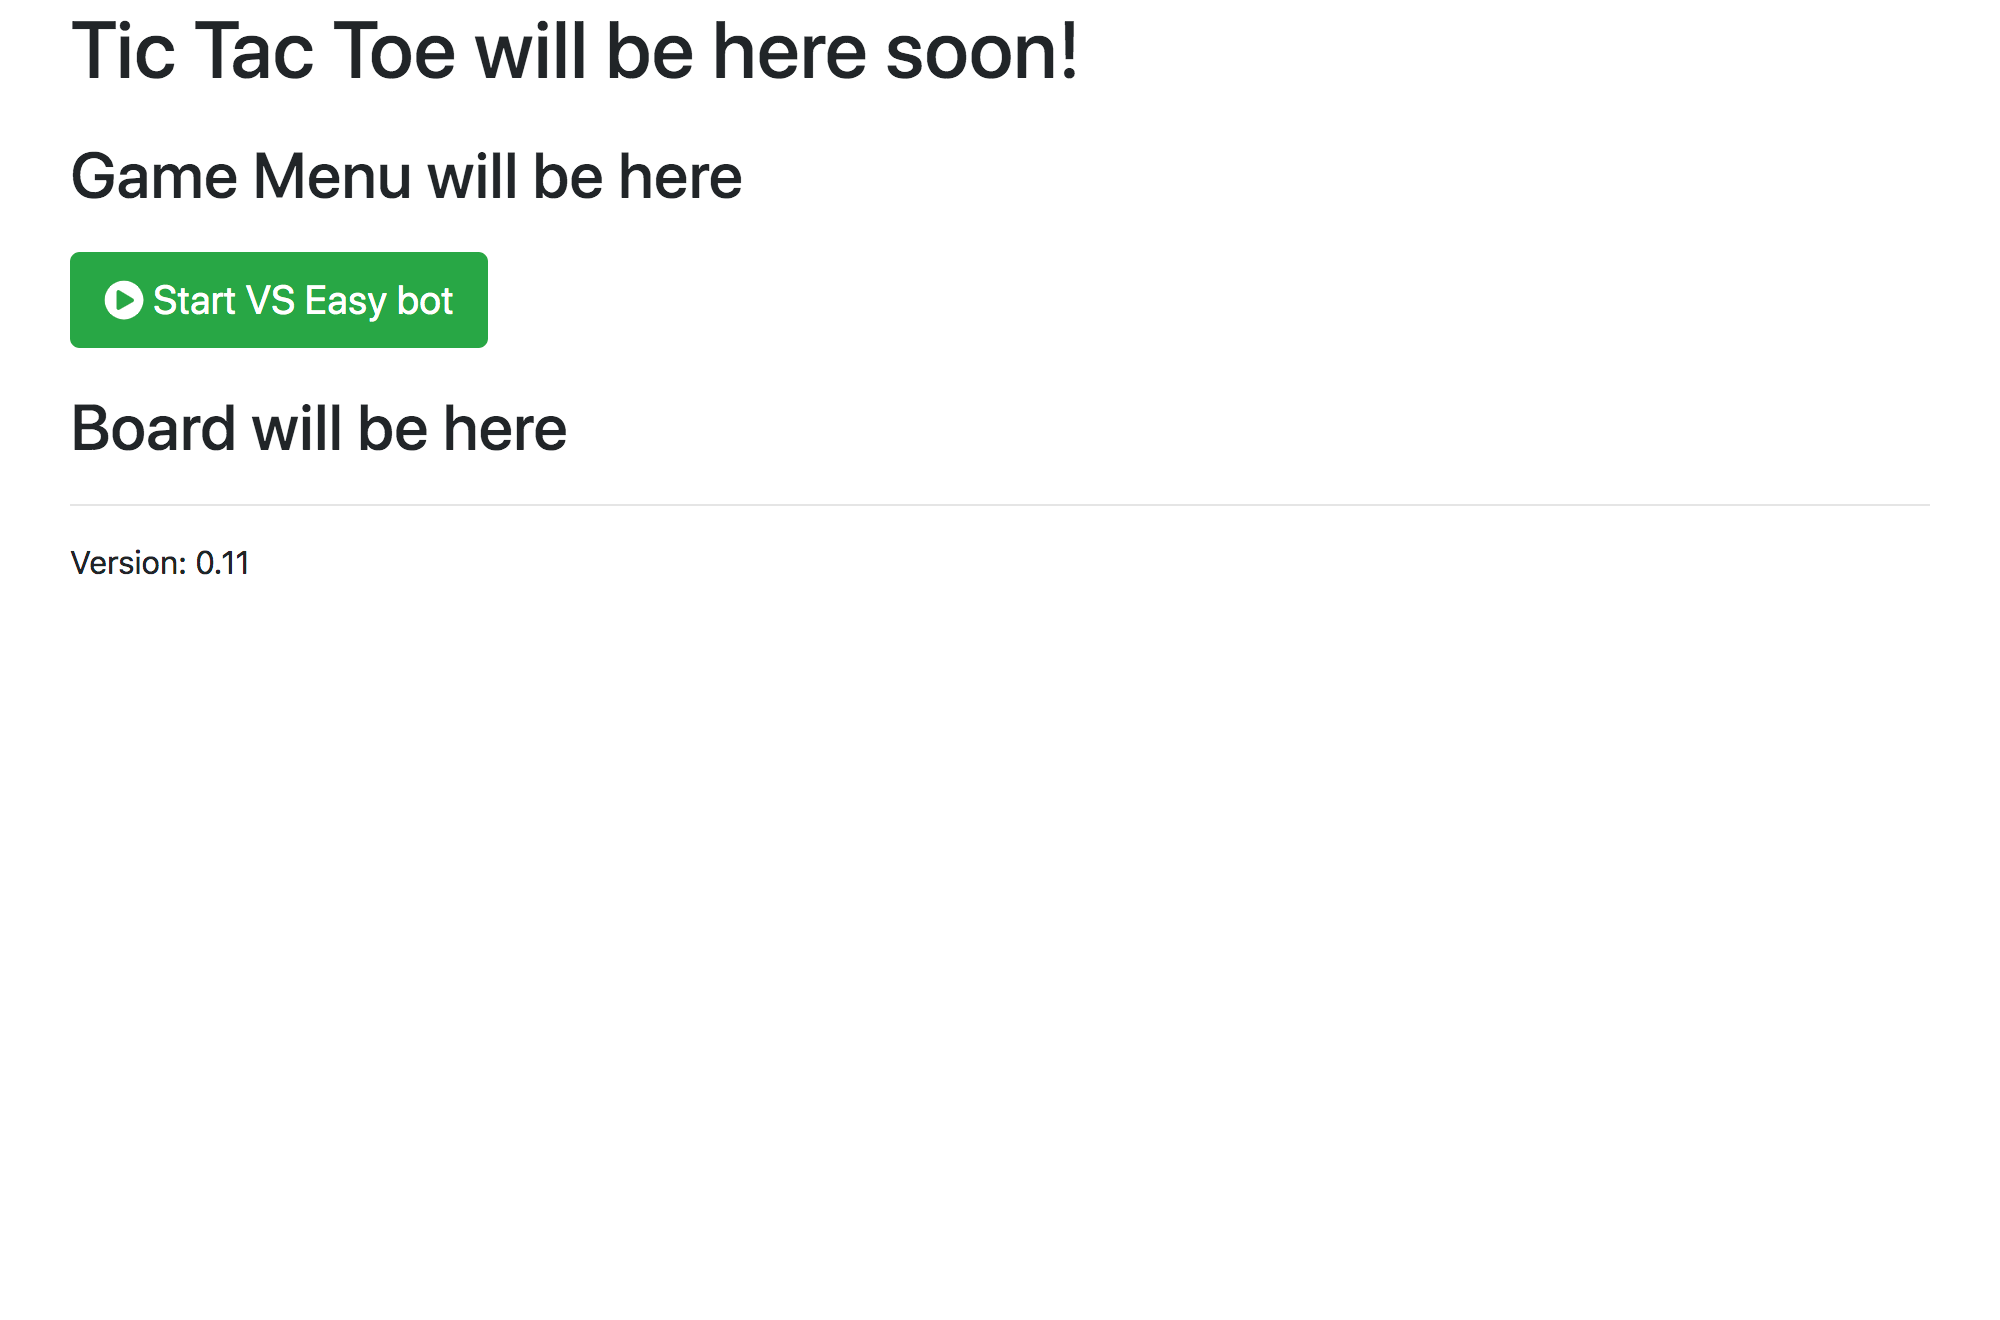 Tic Tac Toe will be here soon!
Game Menu will be here
Start VS Easy bot
Board will be here
Version: 0.11